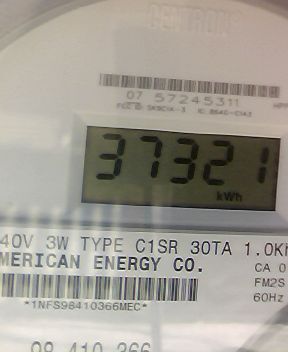 CENTRON
07 57245311
37321
kWh
40V 3W TYPE C1SR 30TA 1.0K
MERICAN ENERGY CO.
CA 0
FM2S
60Hz
*1NFS98410366MEC*
98 410 366